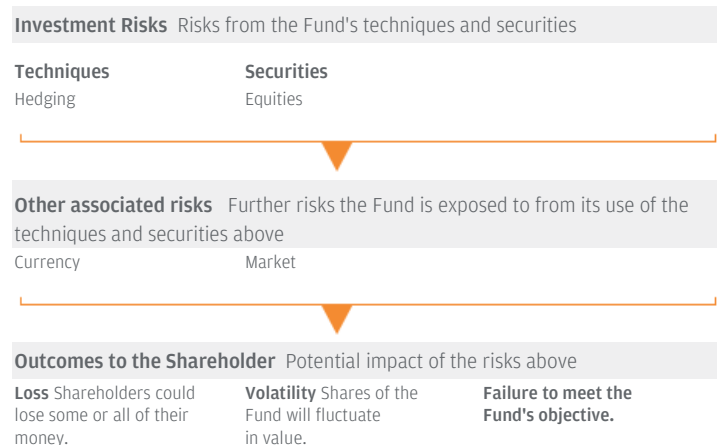 Investment Risks Risks from the Fund's techniques and securities
Techniques Securities
Hedging Equities
Other associated risks Further risks the Fund is exposed to from its use of the
techniques and securities above
Currency Market
Outcomes to the Shareholder Potential impact of the risks above
Loss Shareholders could
lose some or all of their
money.
Volatility Shares of the
Fund will fluctuate
in value.
Failure to meet the
Fund's objective.